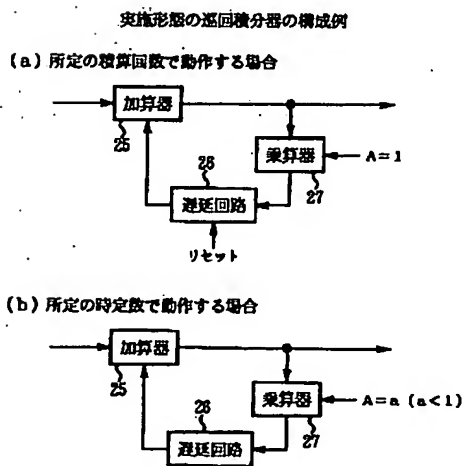 実施形態の巡回積分器の構成例
(a) 所定の積算回数で動作する場合
加算器
25
乗算器
A=1
27
26
遅延回路
リセット
(b) 所定の時定数で動作する場合
加算器
25
乗算器
A=a (a<1)
27
26
遅延回路